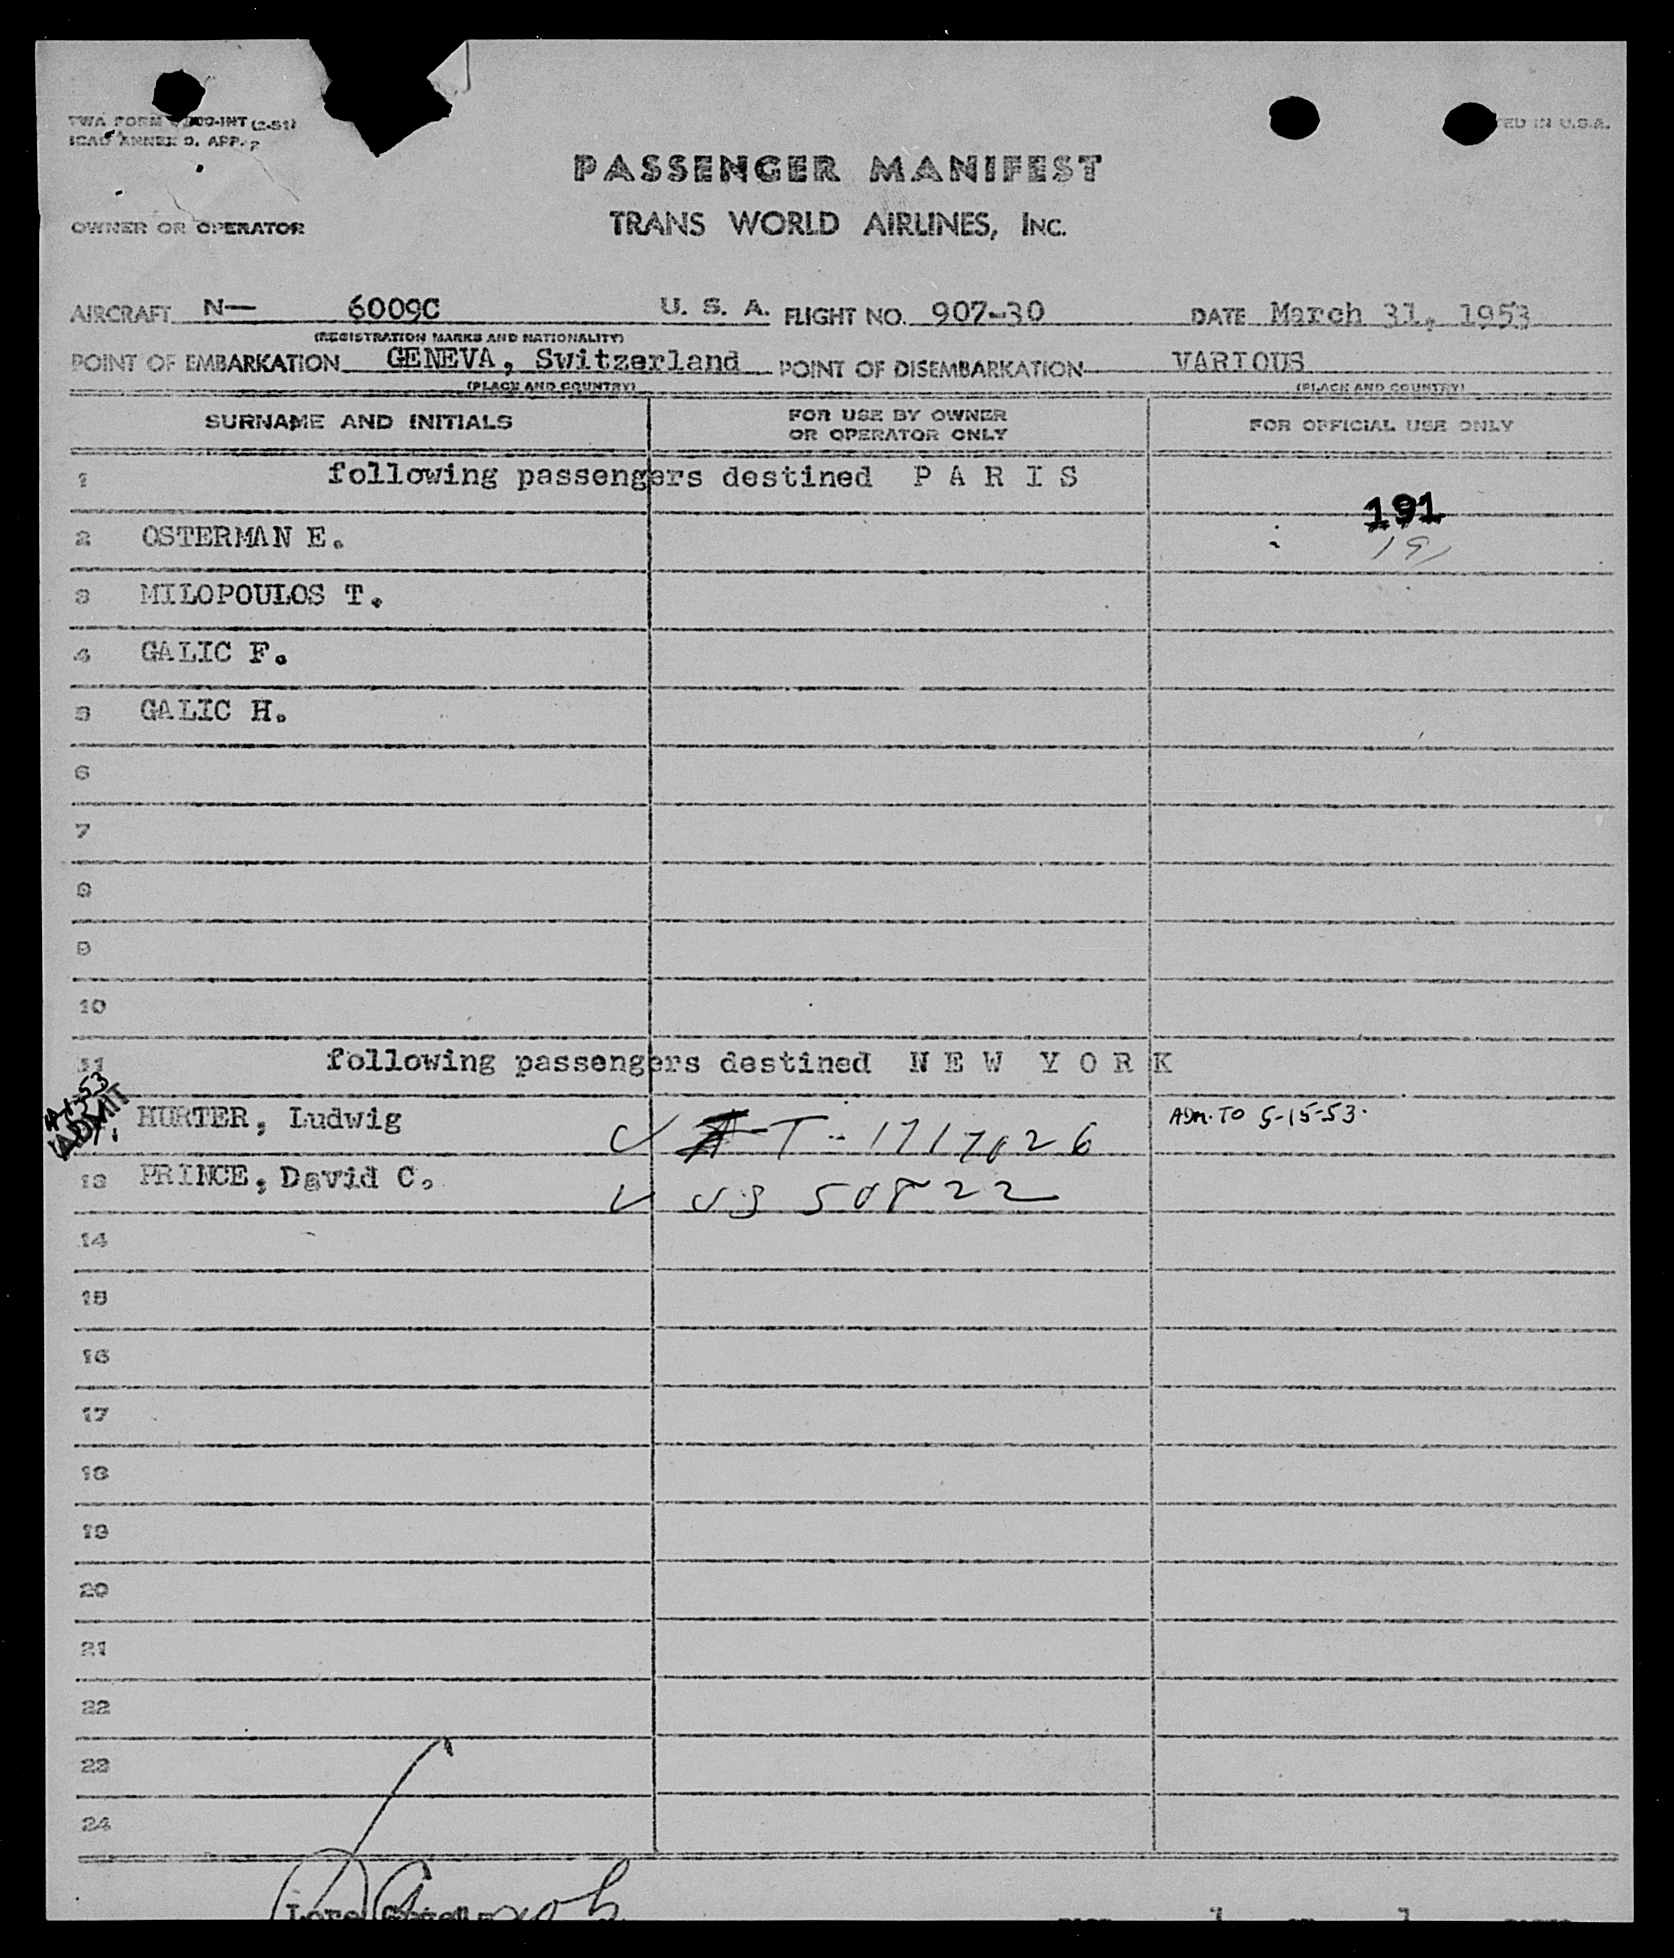 TWA FORM
ICAO ANNEX 9, APP. 2
U.S.A.
PASSENGER MANIFEST
OWNER OR OPERATOR
TRANS WORLD AIRLINES, INC.
AIRCRAFT N— 6009C U. S. A. FLIGHT NO. 907-30 DATE March 31, 1953
(REGISTRATION MARKS AND NATIONALITY)
POINT OF EMBARKATION GENEVA, Switzerland POINT OF DISEMBARKATION VARIOUS
(PLACE AND COUNTRY) (PLACE AND COUNTRY)
SURNAME AND INITIALS FOR USE BY OWNER OR OPERATOR ONLY FOR OFFICIAL USE ONLY
1 following passengers destined P A R I S
191
2 OSTERMAN E. 191
3 MILOPOULOS T.
4 GALIC F.
5 GALIC H.
6
7
8
9
10
11 following passengers destined N E W Y O R K
ADMIT HURTER, Ludwig T-1717026 ADM. TO 5-15-53.
13 PRINCE, David C. US 50822
14
15
16
17
18
19
20
21
22
23
24